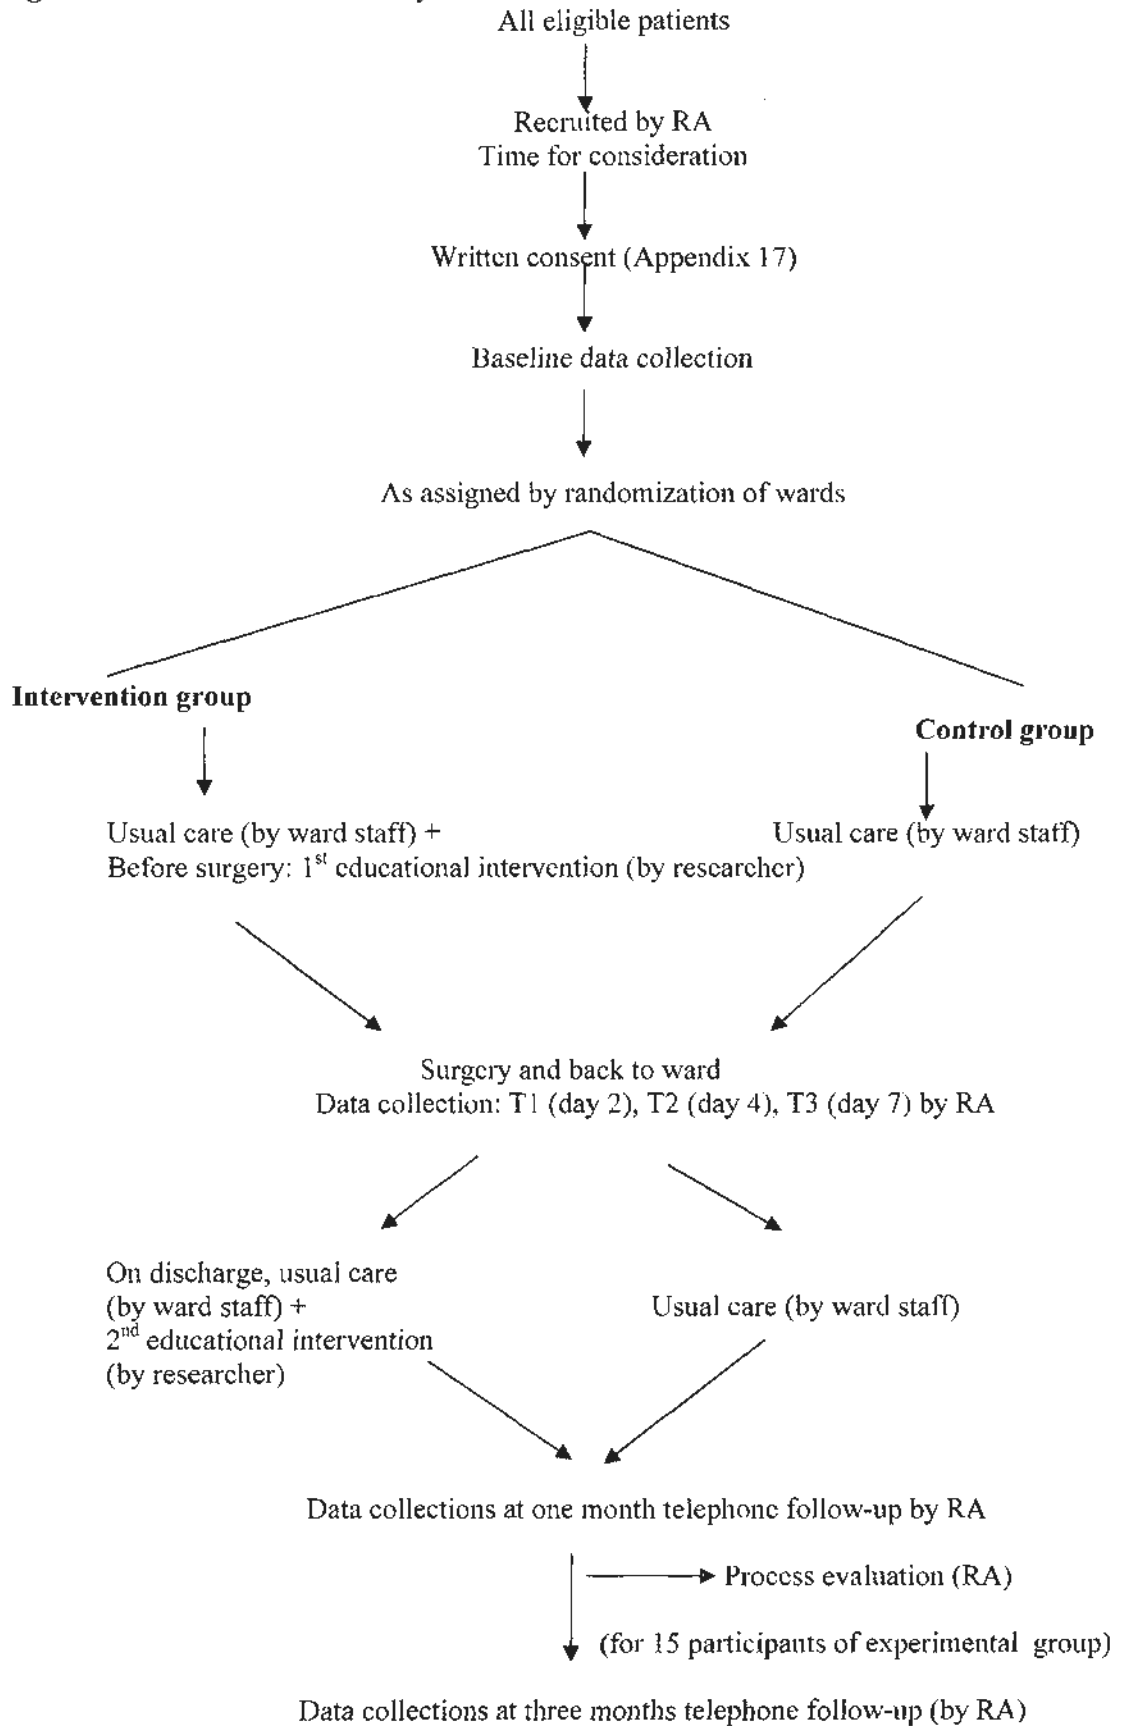 All eligible patients
Recruited by RA
Time for consideration
Written consent (Appendix 17)
Baseline data collection
As assigned by randomization of wards
Intervention group
Control group
Usual care (by ward staff) +
Before surgery: 1st educational intervention (by researcher)
Usual care (by ward staff)
Surgery and back to ward
Data collection: T1 (day 2), T2 (day 4), T3 (day 7) by RA
On discharge, usual care
(by ward staff) +
2nd educational intervention
(by researcher)
Usual care (by ward staff)
Data collections at one month telephone follow-up by RA
Process evaluation (RA)
(for 15 participants of experimental group)
Data collections at three months telephone follow-up (by RA)